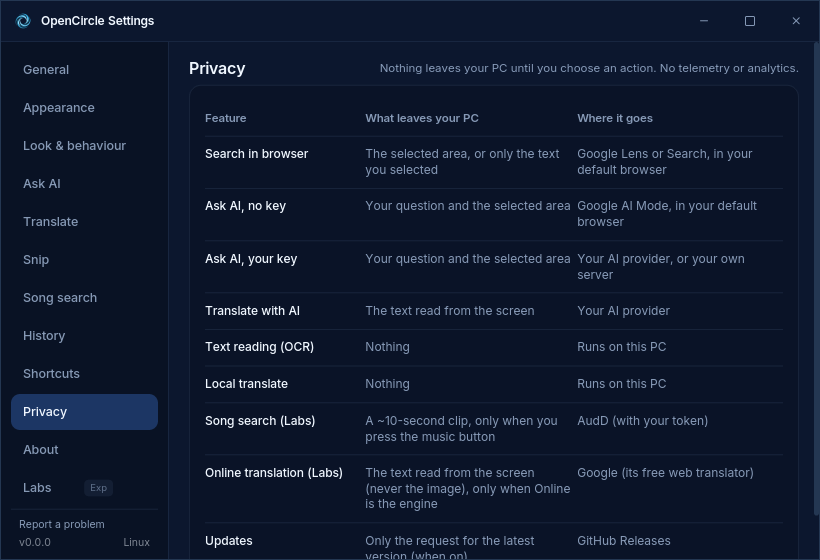 OpenCircle Settings
General
Appearance
Look & behaviour
Ask AI
Translate
Snip
Song search
History
Shortcuts
Privacy
About
Labs Exp
Report a problem
v0.0.0 Linux
Privacy
Nothing leaves your PC until you choose an action. No telemetry or analytics.
Feature What leaves your PC Where it goes
Search in browser
The selected area, or only the text
you selected
Google Lens or Search, in your
default browser
Ask AI, no key
Your question and the selected area
Google AI Mode, in your default
browser
Ask AI, your key
Your question and the selected area
Your AI provider, or your own
server
Translate with AI
The text read from the screen
Your AI provider
Text reading (OCR)
Nothing
Runs on this PC
Local translate
Nothing
Runs on this PC
Song search (Labs)
A ~10-second clip, only when you
press the music button
AudD (with your token)
Online translation (Labs)
The text read from the screen
(never the image), only when Online
is the engine
Google (its free web translator)
Updates
Only the request for the latest
version (when on)
GitHub Releases